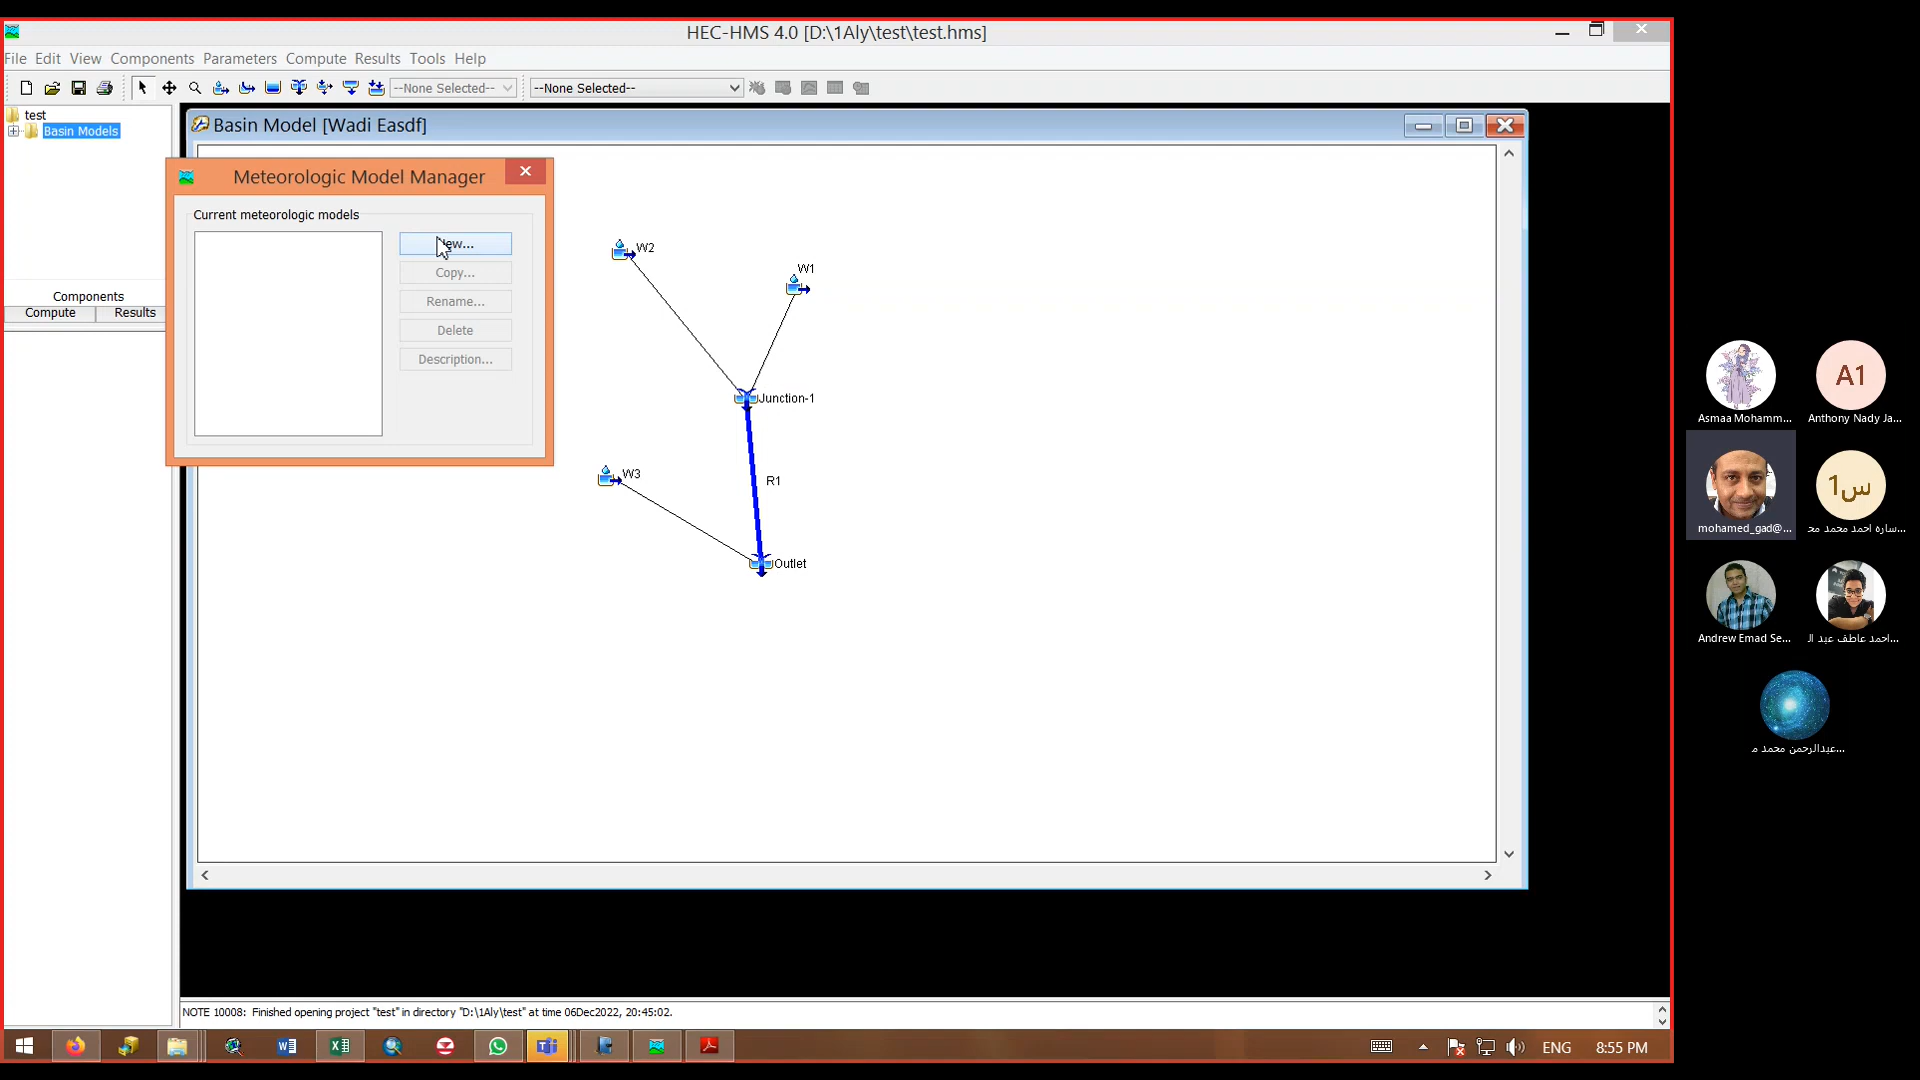 HEC-HMS 4.0 [D:\1Aly\test\test.hms]
File Edit View Components Parameters Compute Results Tools Help
--None Selected-- --None Selected--
test
Basin Models
Basin Model [Wadi Easdf]
Meteorologic Model Manager
Current meteorologic models
Copy...
Rename...
Delete
Description...
Components
Compute Results
W2
W1
Junction-1
W3
R1
Outlet
A1
Asmaa Mohamm... Anthony Nady Ja...
س1
mohamed_gad@... ساره احمد محمد مح...
Andrew Emad Se... احمد عاطف عبد ال...
عبدالرحمن محمد م...
NOTE 10008: Finished opening project "test" in directory "D:\1Aly\test" at time 06Dec2022, 20:45:02.
ENG 8:55 PM